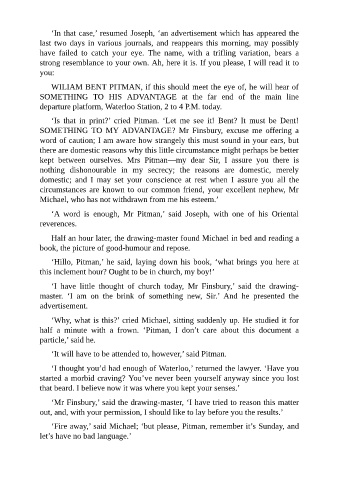 ‘In that case,’ resumed Joseph, ‘an advertisement which has appeared the
last two days in various journals, and reappears this morning, may possibly
have failed to catch your eye. The name, with a trifling variation, bears a
strong resemblance to your own. Ah, here it is. If you please, I will read it to
you:
WILIAM BENT PITMAN, if this should meet the eye of, he will hear of
SOMETHING TO HIS ADVANTAGE at the far end of the main line
departure platform, Waterloo Station, 2 to 4 P.M. today.
‘Is that in print?’ cried Pitman. ‘Let me see it! Bent? It must be Dent!
SOMETHING TO MY ADVANTAGE? Mr Finsbury, excuse me offering a
word of caution; I am aware how strangely this must sound in your ears, but
there are domestic reasons why this little circumstance might perhaps be better
kept between ourselves. Mrs Pitman—my dear Sir, I assure you there is
nothing dishonourable in my secrecy; the reasons are domestic, merely
domestic; and I may set your conscience at rest when I assure you all the
circumstances are known to our common friend, your excellent nephew, Mr
Michael, who has not withdrawn from me his esteem.’
‘A word is enough, Mr Pitman,’ said Joseph, with one of his Oriental
reverences.
Half an hour later, the drawing-master found Michael in bed and reading a
book, the picture of good-humour and repose.
‘Hillo, Pitman,’ he said, laying down his book, ‘what brings you here at
this inclement hour? Ought to be in church, my boy!’
‘I have little thought of church today, Mr Finsbury,’ said the drawing-
master. ‘I am on the brink of something new, Sir.’ And he presented the
advertisement.
‘Why, what is this?’ cried Michael, sitting suddenly up. He studied it for
half a minute with a frown. ‘Pitman, I don’t care about this document a
particle,’ said he.
‘It will have to be attended to, however,’ said Pitman.
‘I thought you’d had enough of Waterloo,’ returned the lawyer. ‘Have you
started a morbid craving? You’ve never been yourself anyway since you lost
that beard. I believe now it was where you kept your senses.’
‘Mr Finsbury,’ said the drawing-master, ‘I have tried to reason this matter
out, and, with your permission, I should like to lay before you the results.’
‘Fire away,’ said Michael; ‘but please, Pitman, remember it’s Sunday, and
let’s have no bad language.’